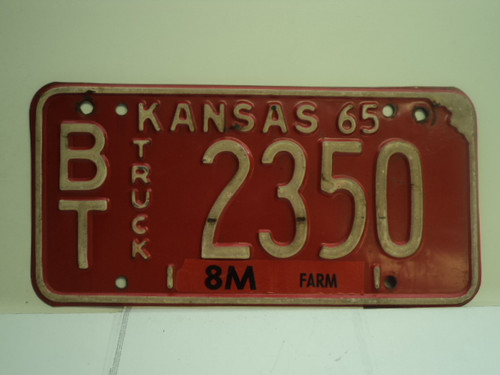 KANSAS 65
BT
TRUCK
2350
8M FARM